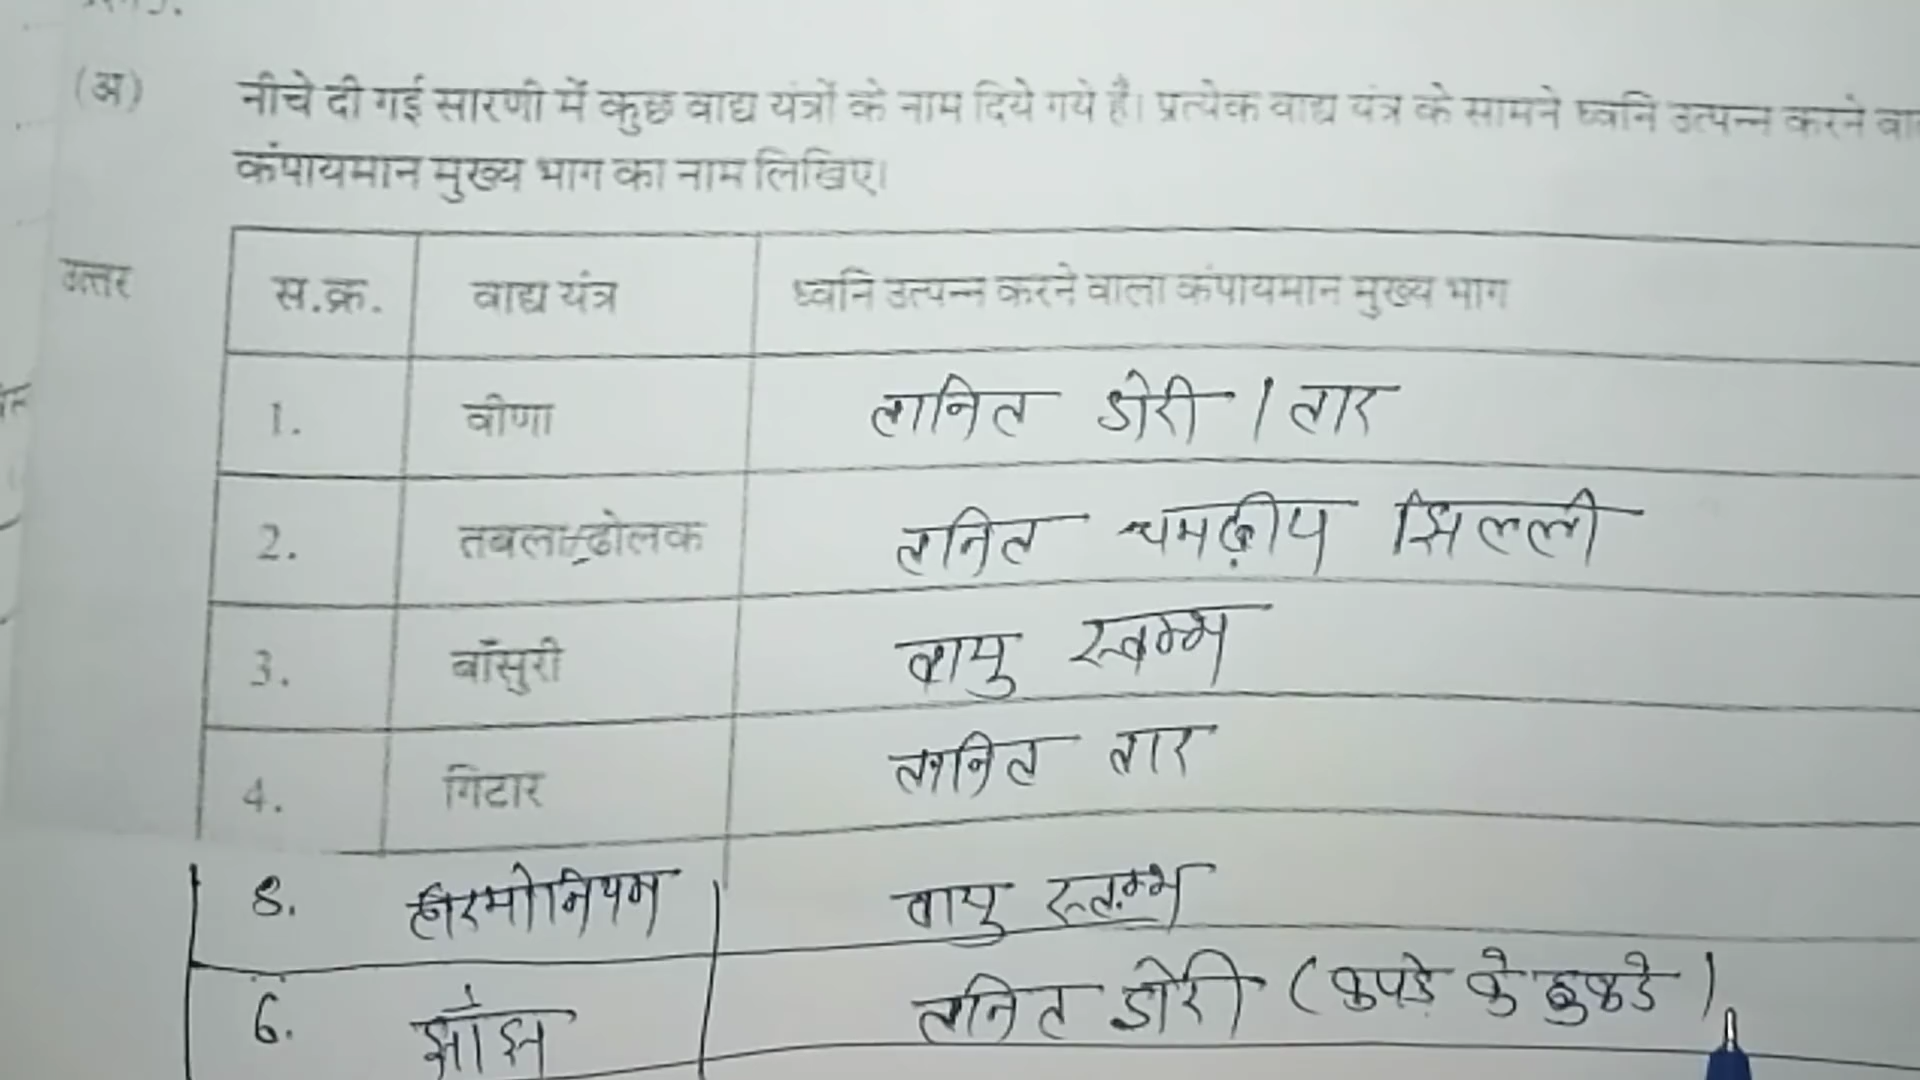 (अ) नीचे दी गई सारणी में कुछ वाद्य यंत्रों के नाम दिये गये हैं। प्रत्येक वाद्य यंत्र के सामने ध्वनि उत्पन्न करने
कंपायमान मुख्य भाग का नाम लिखिए।
उत्तर
स.क्र. वाद्य यंत्र ध्वनि उत्पन्न करने वाला कंपायमान मुख्य भाग
1. वीणा तानित डोरी / तार
2. तबला/ढोलक तनित चमढ़ीय झिल्ली
3. बाँसुरी वायु स्तम्भ
4. गिटार तानित तार
5. हारमोनियम वायु स्तम्भ
6. झाँझ तनित डोरी (कपड़े के टुकडे)